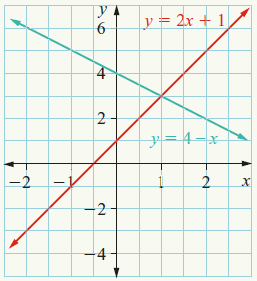 y
6
y = 2x + 1
4
2
y = 4 – x
–2
–1
1
2
x
–2
–4